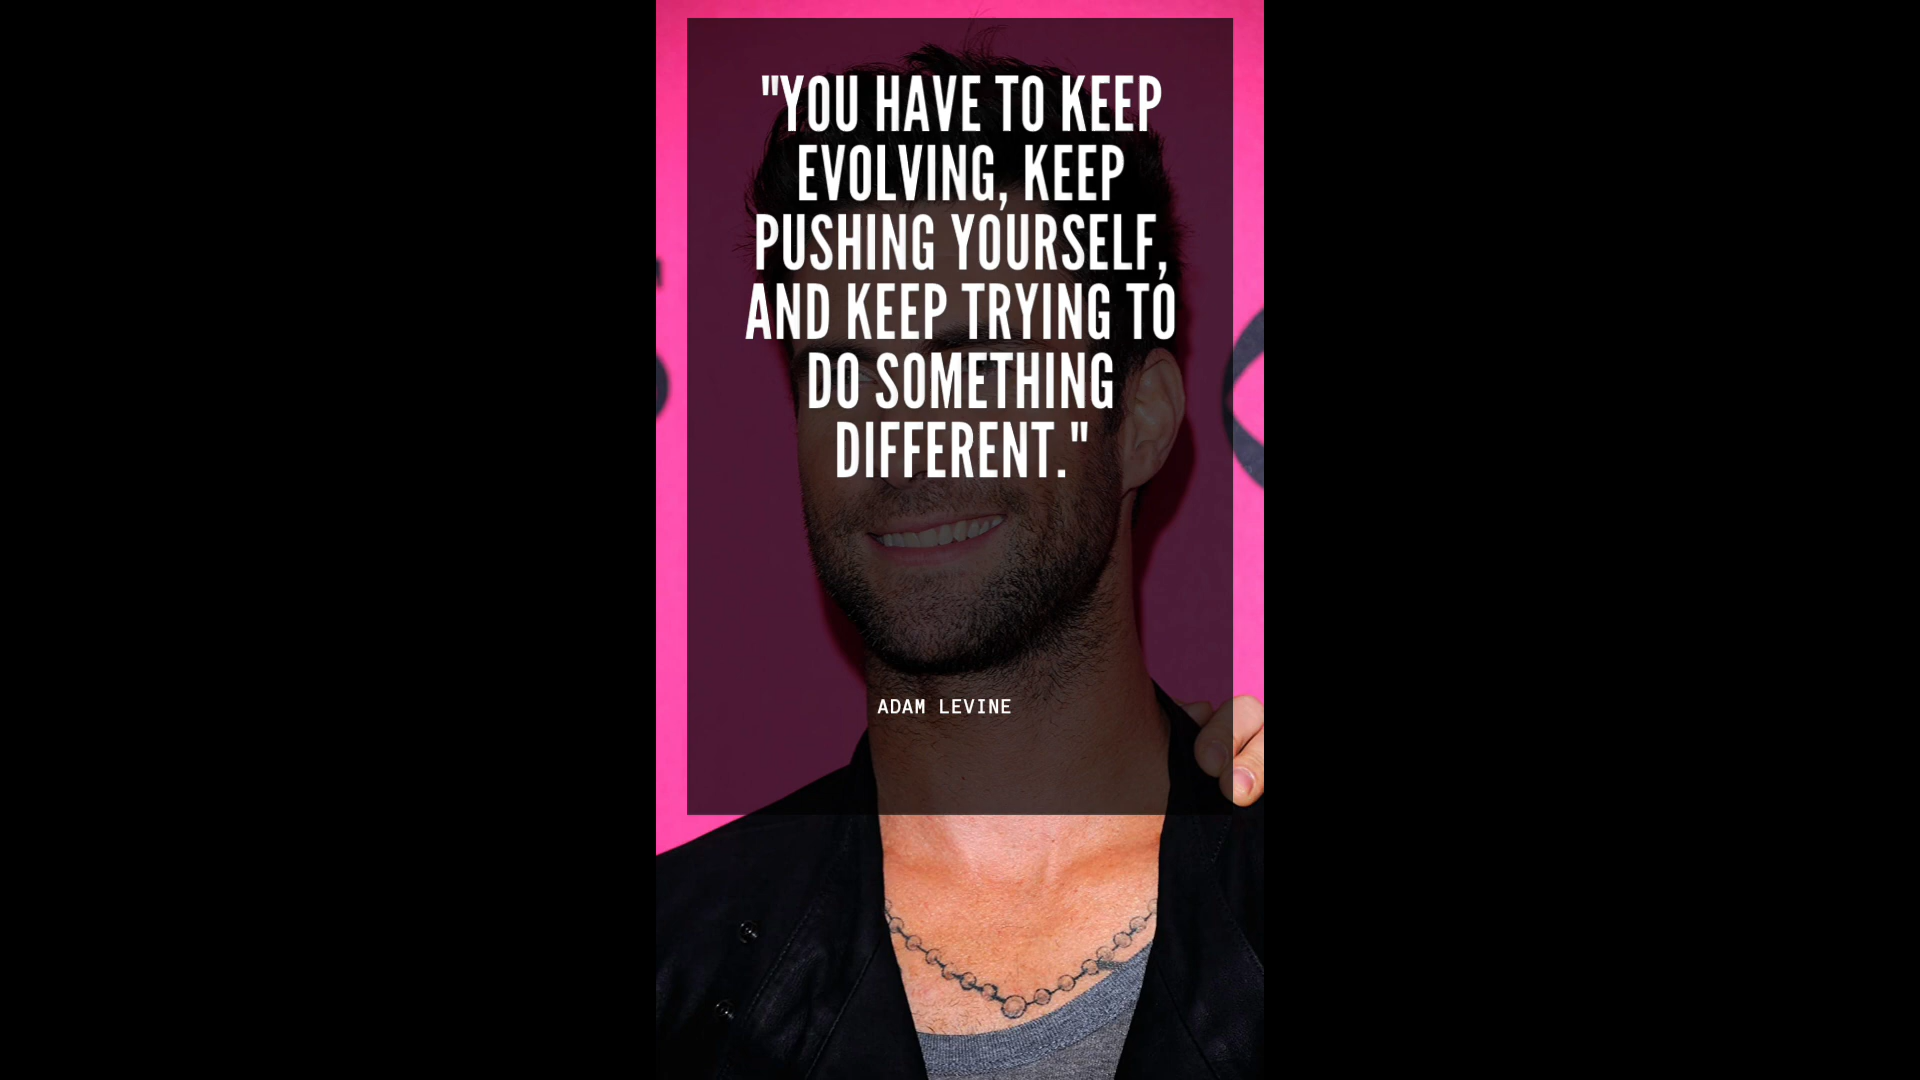 "YOU HAVE TO KEEP
EVOLVING, KEEP
PUSHING YOURSELF,
AND KEEP TRYING TO
DO SOMETHING
DIFFERENT."
ADAM LEVINE